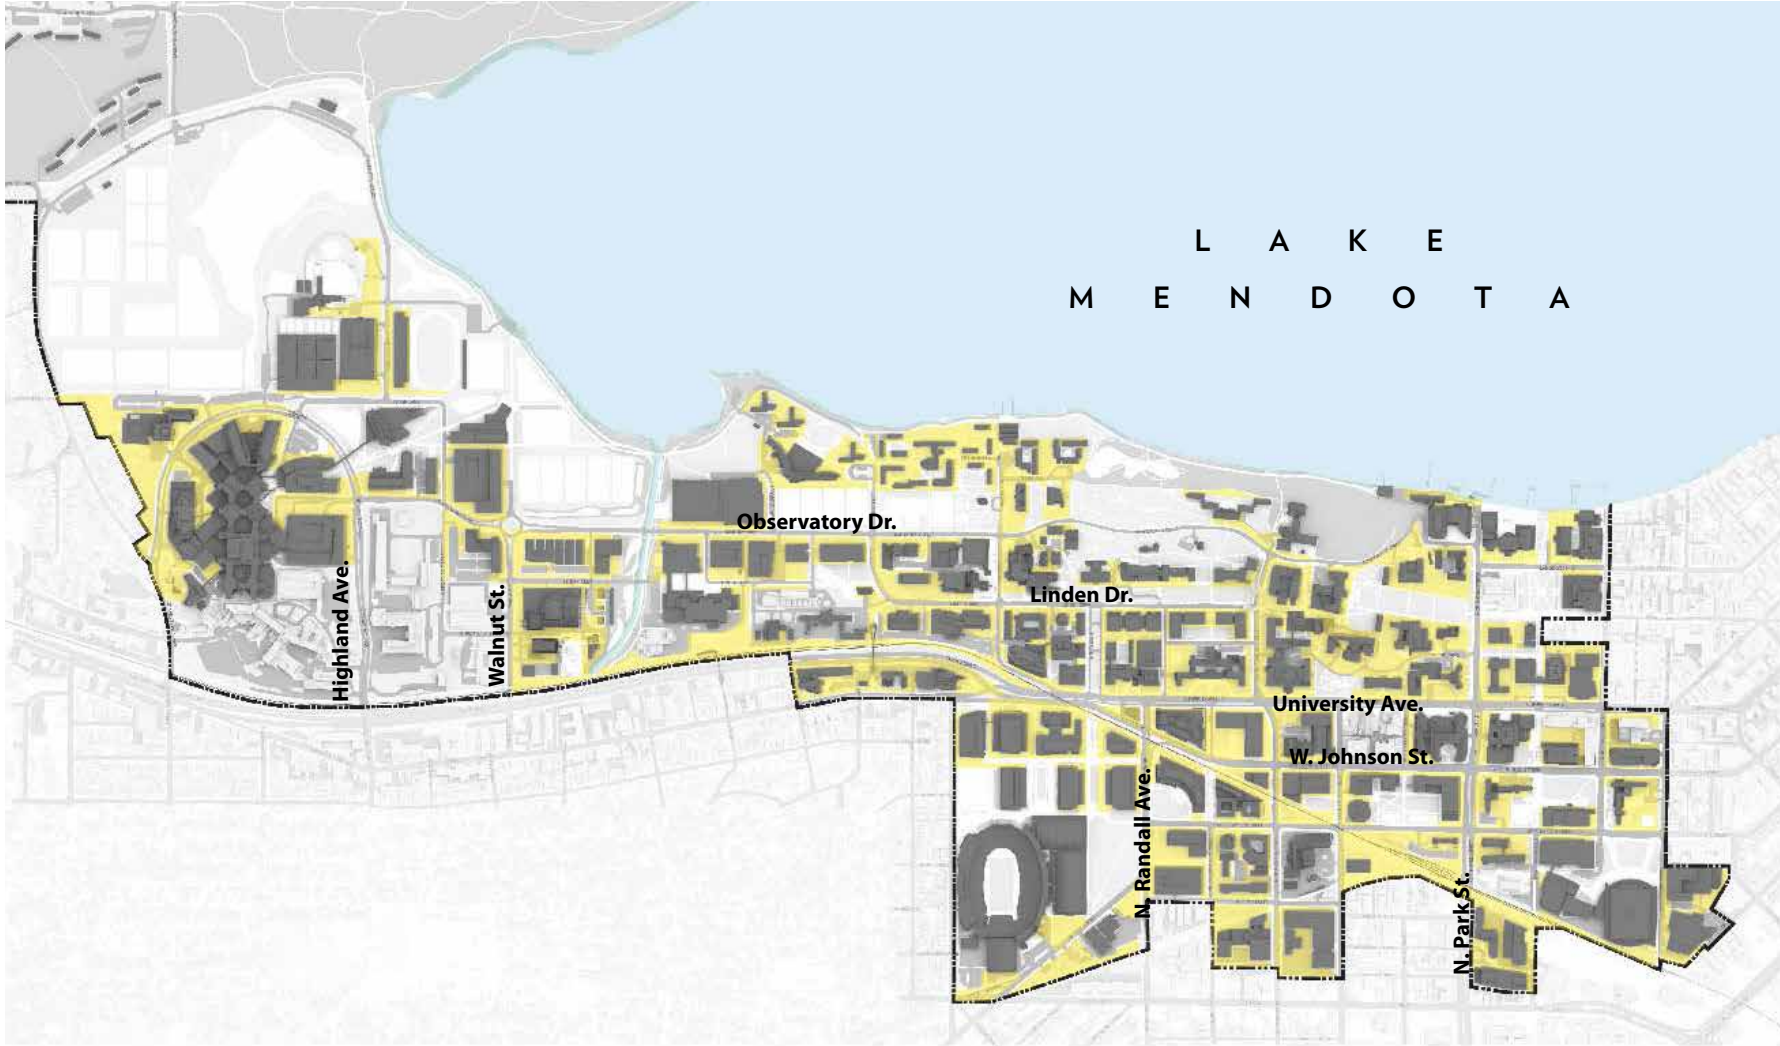 L A K E
M E N D O T A
Observatory Dr.
Highland Ave.
Walnut St.
Linden Dr.
University Ave.
W. Johnson St.
N. Randall Ave.
N. Park St.